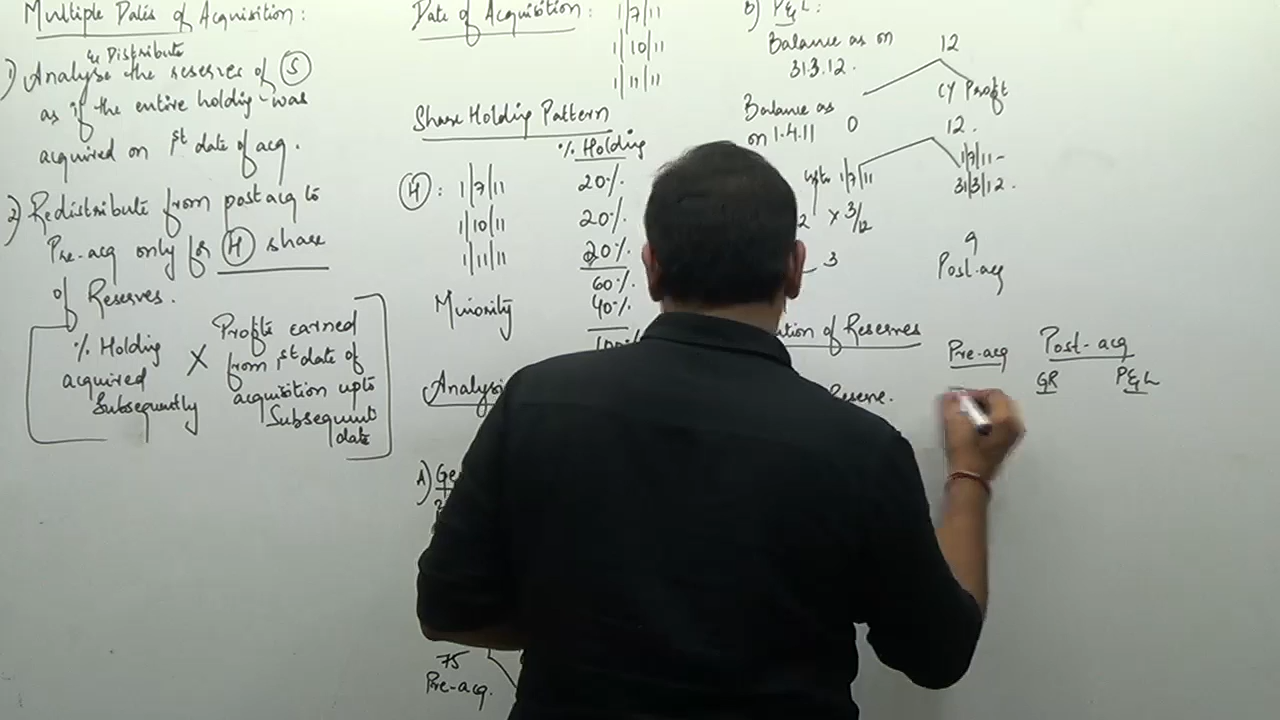 Multiple Dates of Acquisition:
& Distribute
1) Analyse the reserves of S
as if the entire holding was
acquired on 1st date of acq.
2) Redistribute from post acq to
Pre-acq only for H share
of Reserves.
% Holding
acquired
Subsequently
X
Profits earned
from 1st date of
acquisition upto
Subsequent
date
Date of Acquisition:
1/7/11
1/10/11
1/11/11
Share Holding Pattern
% Holding
H : 1/7/11 20%
1/10/11 20%
1/11/11 20%
60%
Minority 40%
A)
75
Pre-acq.
B) P&L:
Balance as on
31.3.12.
12
CY Profit
Balance as
on 1.4.11
0
12.
upto 1/7/11
1/7/11-
31/3/12.
x 3/12
3
9
Post-acq
of Reserves
Pre-acq
Post-acq
GR
P&L